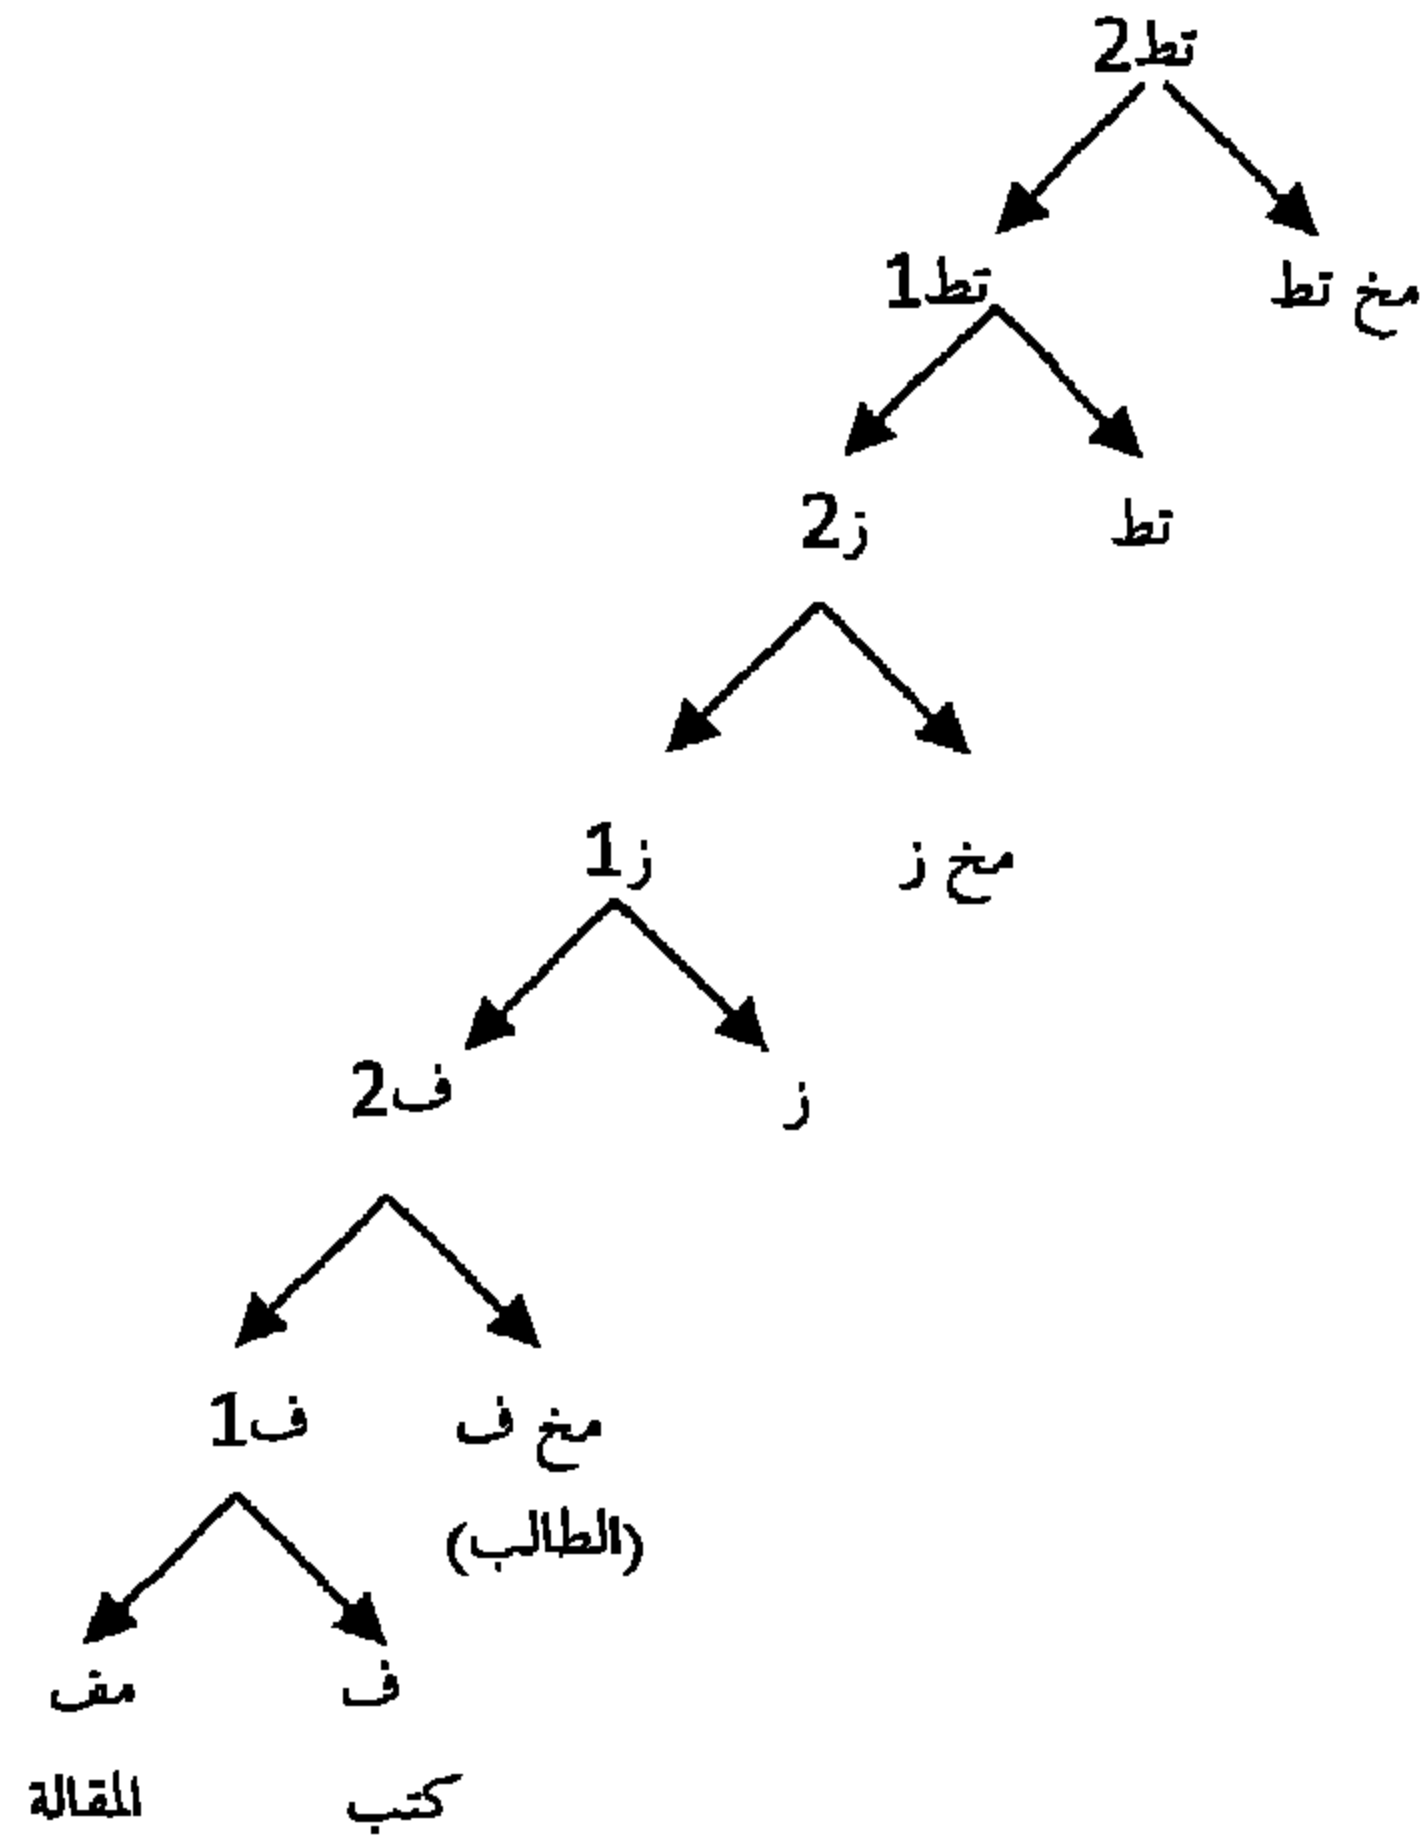 تط2
مخ تط تط1
تط ز2
مخ ز ز1
ز ف2
مخ ف ف1
(الطالب)
ف مف
كتب المقالة